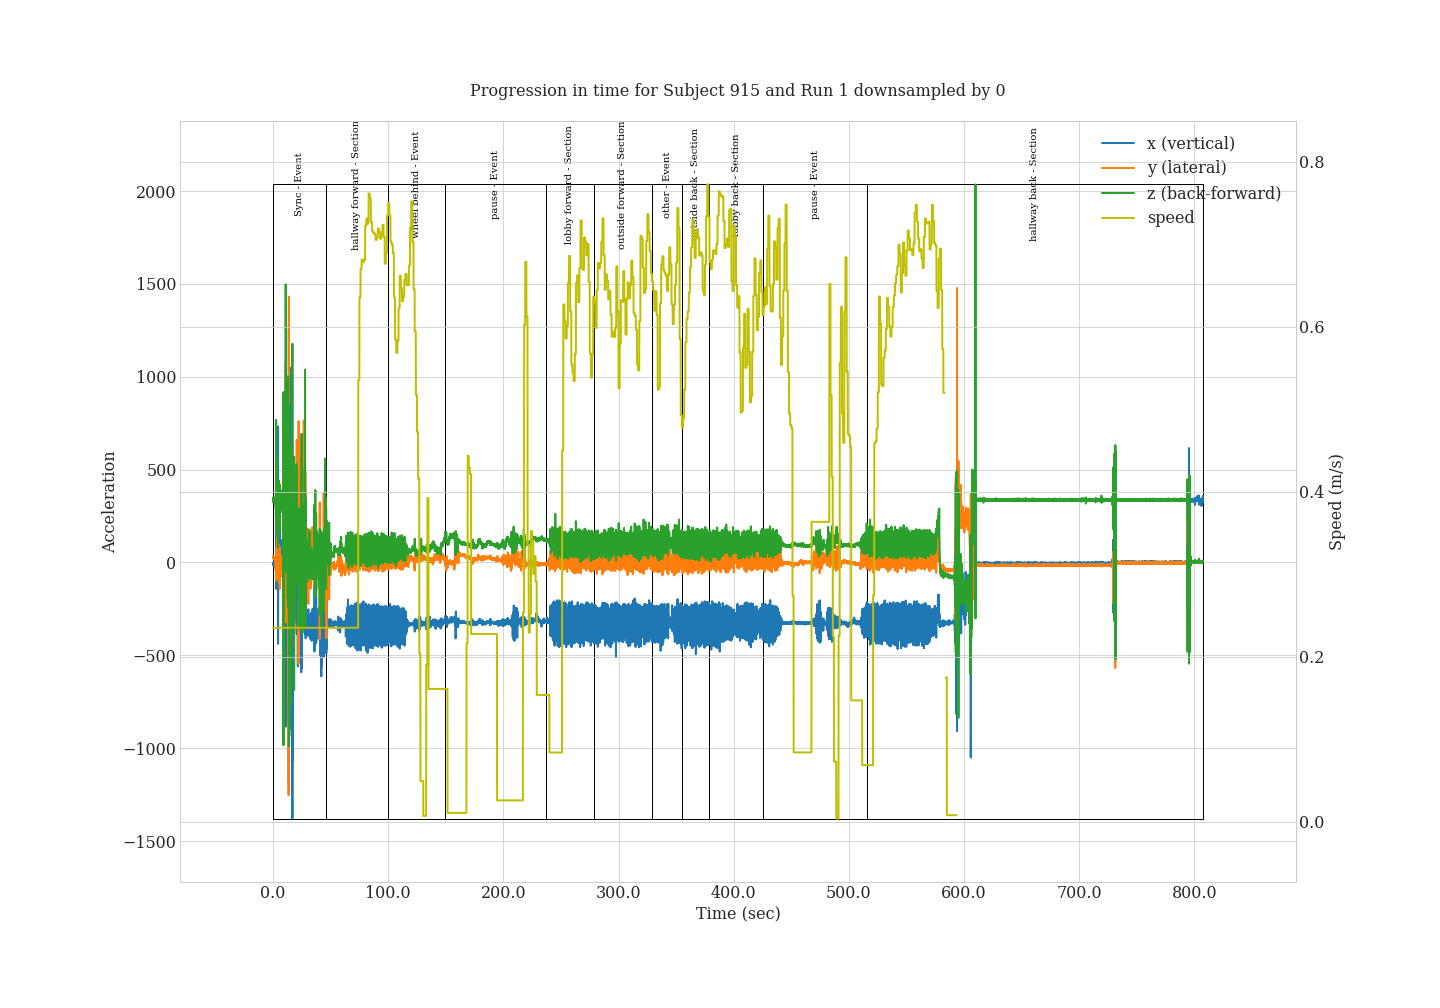 Progression in time for Subject 915 and Run 1 downsampled by 0
Sync - Event
hallway forward - Section
wheel behind - Event
pause - Event
lobby forward - Section
outside forward - Section
other - Event
outside back - Section
lobby back - Section
pause - Event
hallway back - Section
x (vertical)
y (lateral)
z (back-forward)
speed
2000
1500
1000
500
0
−500
−1000
−1500
Acceleration
0.8
0.6
0.4
0.2
0.0
Speed (m/s)
0.0 100.0 200.0 300.0 400.0 500.0 600.0 700.0 800.0
Time (sec)